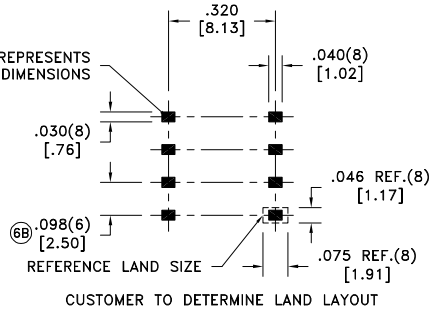 .320
[8.13]
REPRESENTS
DIMENSIONS
.040(8)
[1.02]
.030(8)
[.76]
.046 REF.(8)
[1.17]
6B .098(6)
[2.50]
REFERENCE LAND SIZE
.075 REF.(8)
[1.91]
CUSTOMER TO DETERMINE LAND LAYOUT